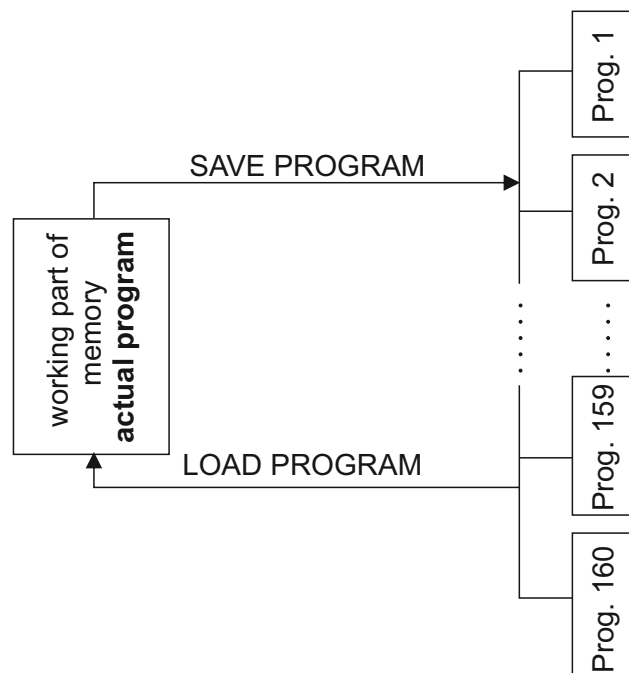 Prog. 1
SAVE PROGRAM
Prog. 2
working part of
memory
actual program
. . . . .
. . . . .
Prog. 159
LOAD PROGRAM
Prog. 160